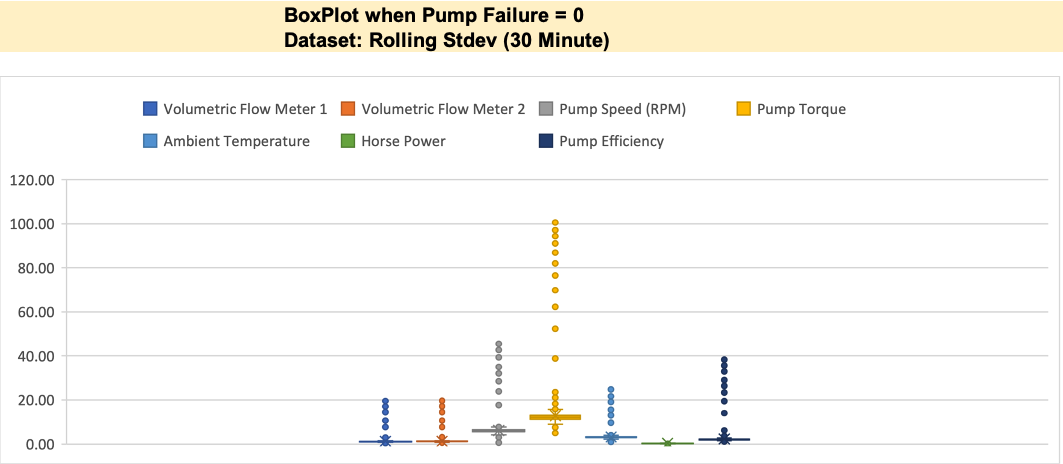 BoxPlot when Pump Failure = 0
Dataset: Rolling Stdev (30 Minute)
Volumetric Flow Meter 1 Volumetric Flow Meter 2 Pump Speed (RPM) Pump Torque
Ambient Temperature Horse Power Pump Efficiency
120.00
100.00
80.00
60.00
40.00
20.00
0.00